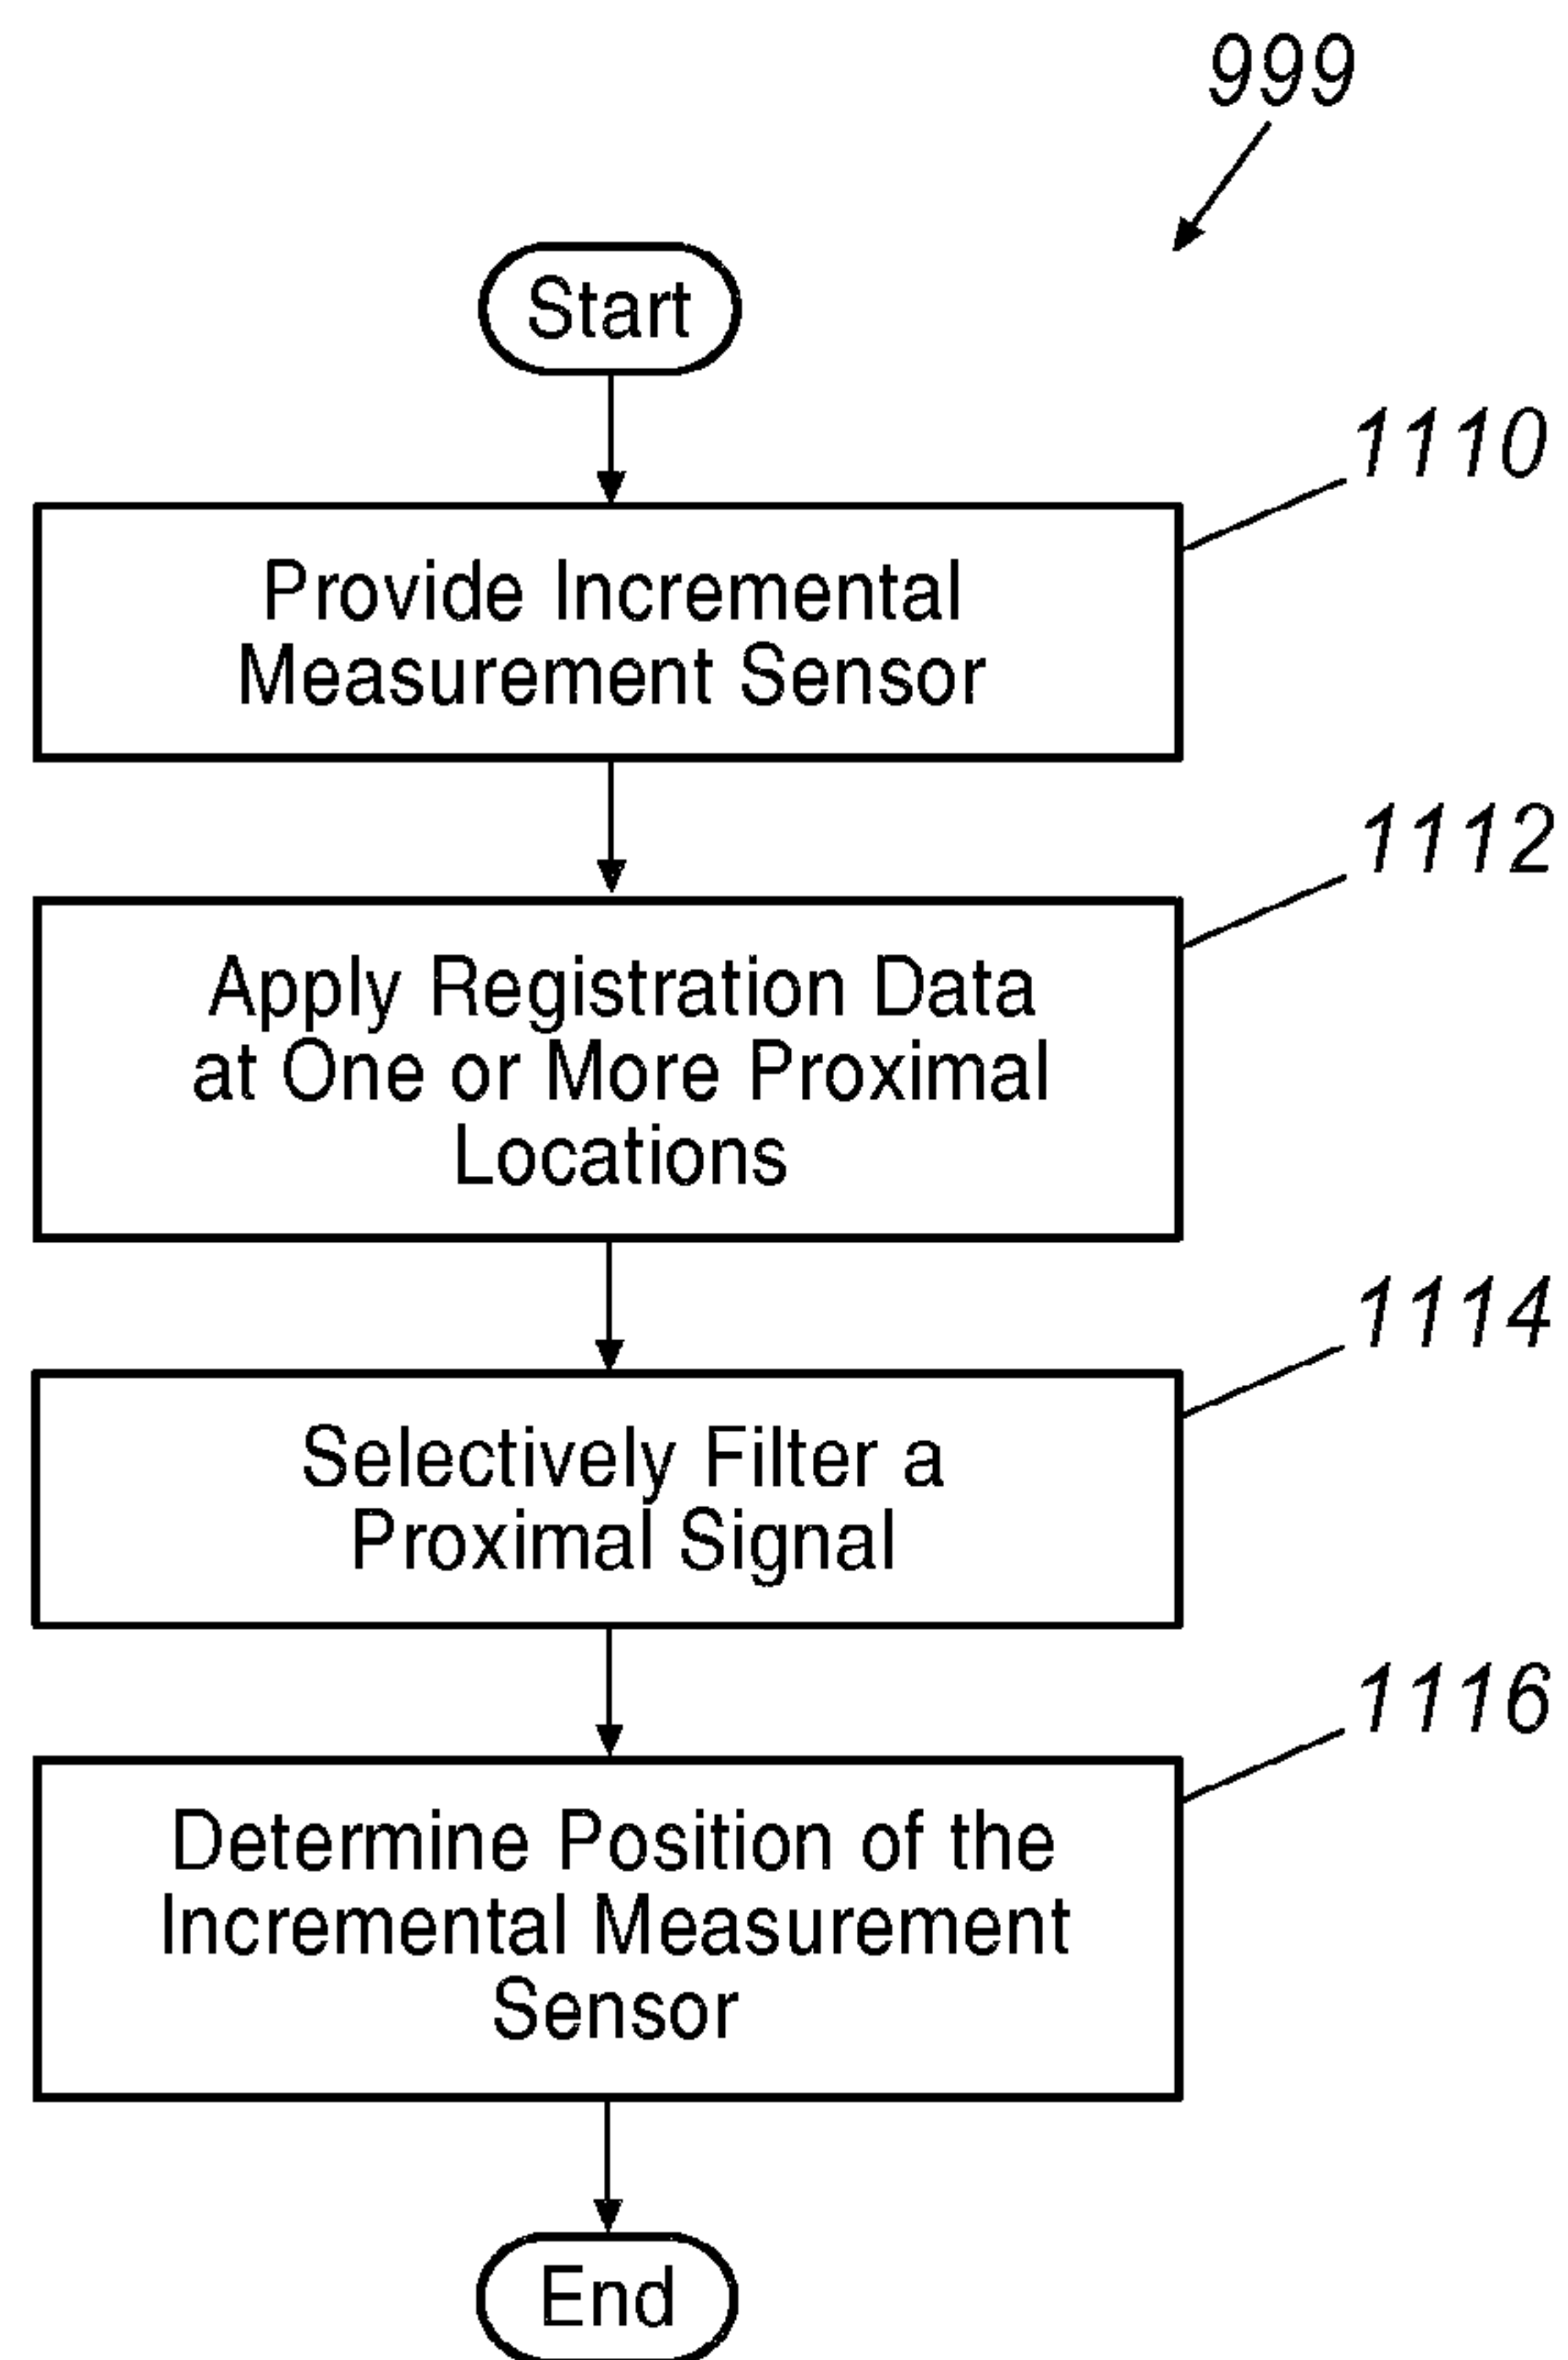 999
Start
1110
Provide Incremental
Measurement Sensor
1112
Apply Registration Data
at One or More Proximal
Locations
1114
Selectively Filter a
Proximal Signal
1116
Determine Position of the
Incremental Measurement
Sensor
End